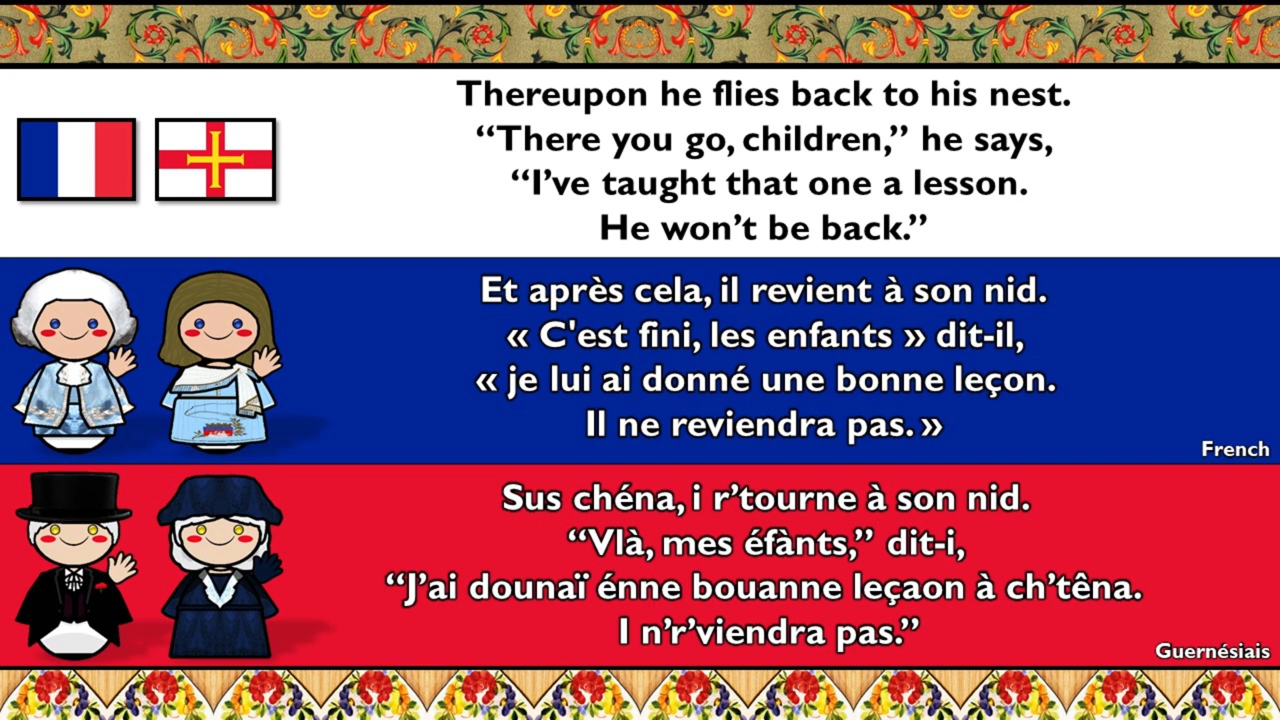 Thereupon he flies back to his nest.
“There you go, children,” he says,
“I’ve taught that one a lesson.
He won’t be back.”
Et après cela, il revient à son nid.
« C'est fini, les enfants » dit-il,
« je lui ai donné une bonne leçon.
Il ne reviendra pas. »
French
Sus chéna, i r’tourne à son nid.
“Vlà, mes éfànts,” dit-i,
“J’ai dounaï énne bouanne leçaon à ch’têna.
I n’r’viendra pas.”
Guernésiais